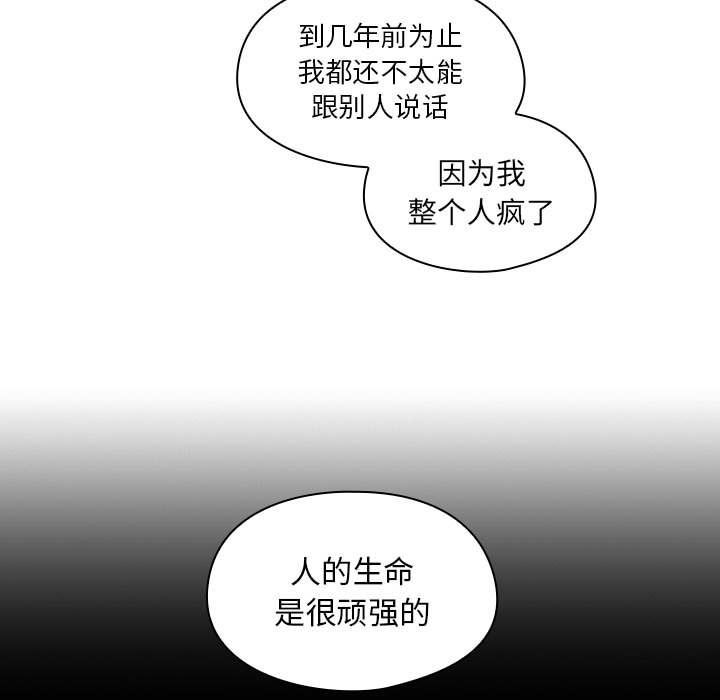 到几年前为止
我都还不太能
跟别人说话
因为我
整个人疯了
人的生命
是很顽强的